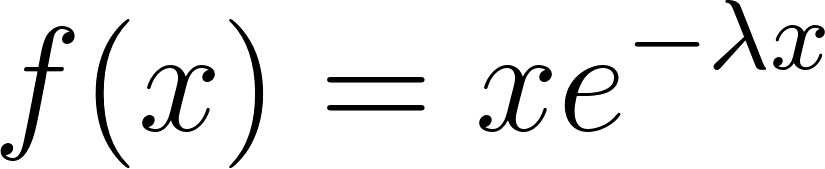 f(x) = xe^{-λx}